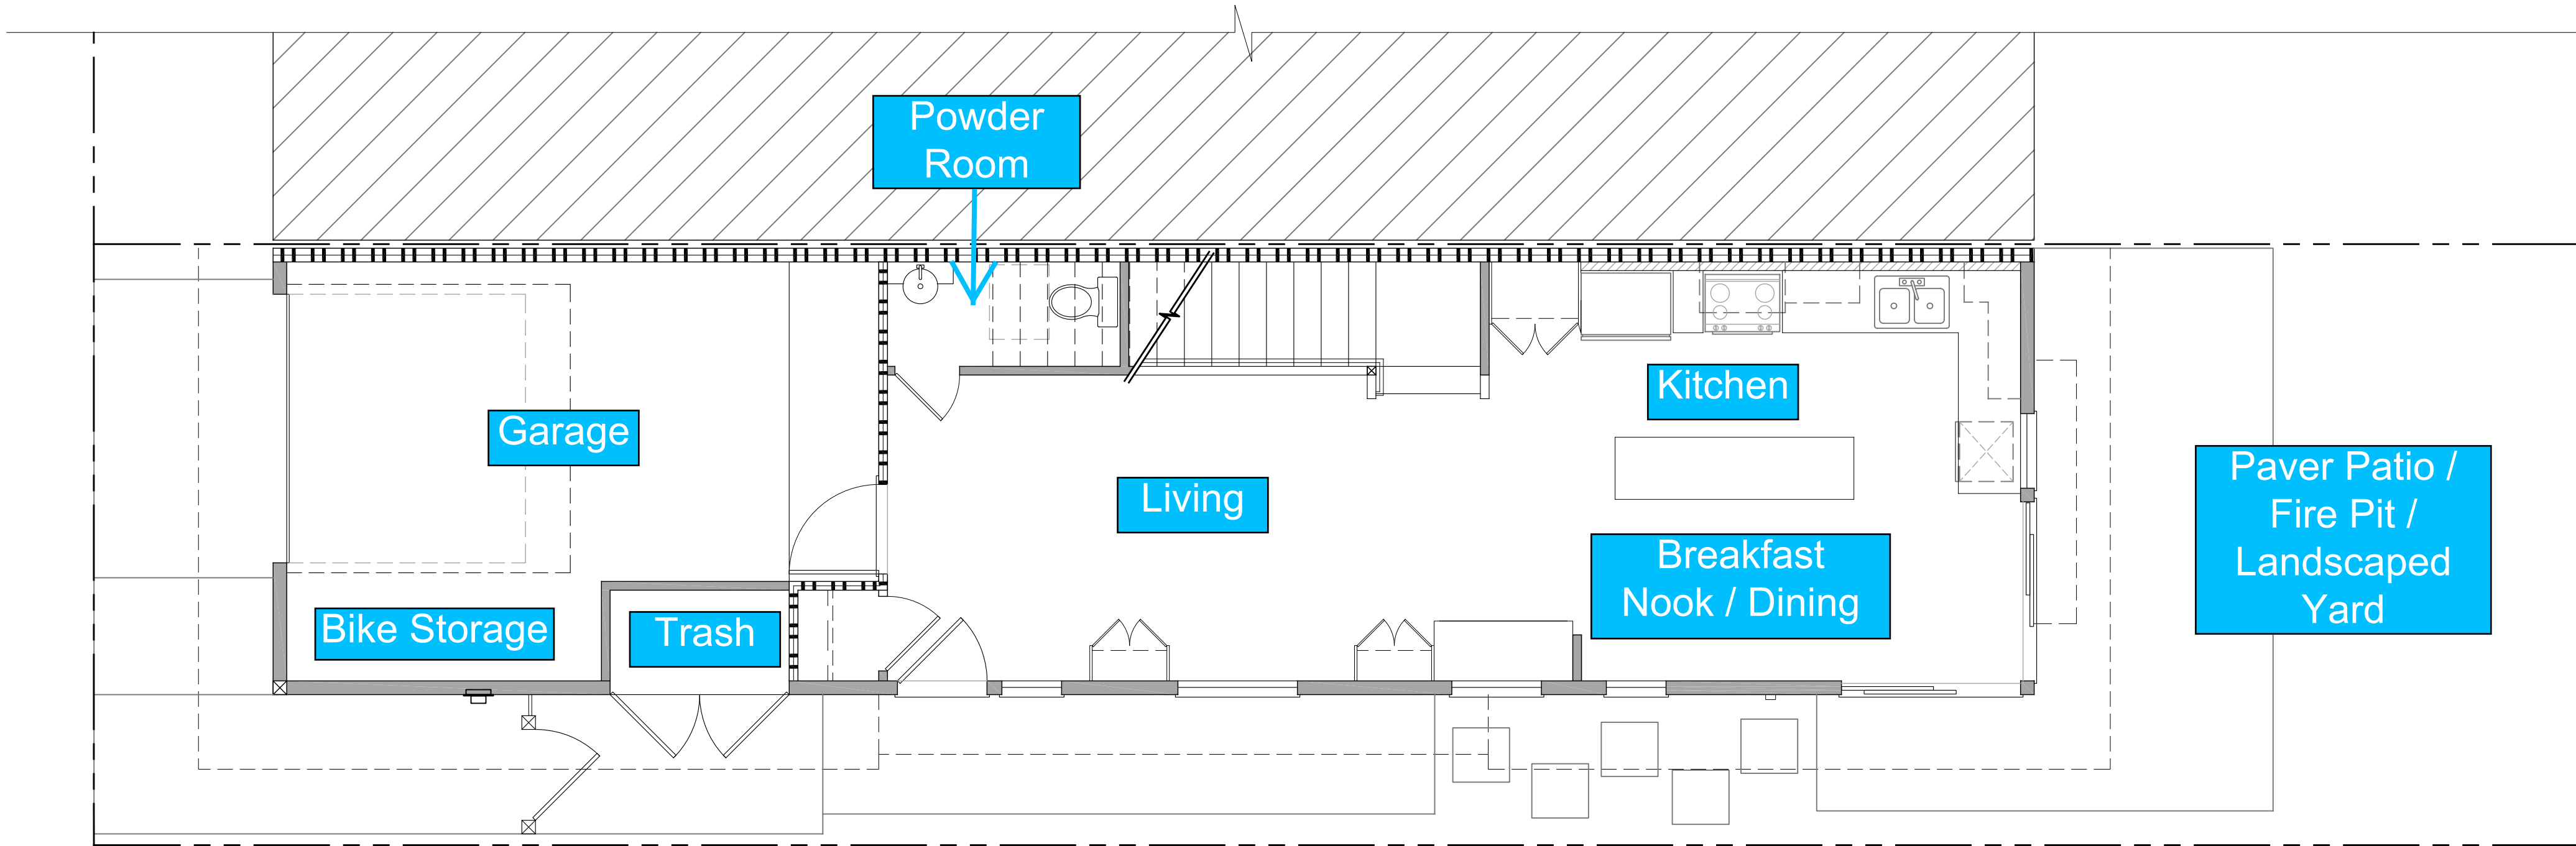 Powder
Room
Garage
Kitchen
Living
Paver Patio /
Fire Pit /
Landscaped
Yard
Breakfast
Nook / Dining
Bike Storage
Trash